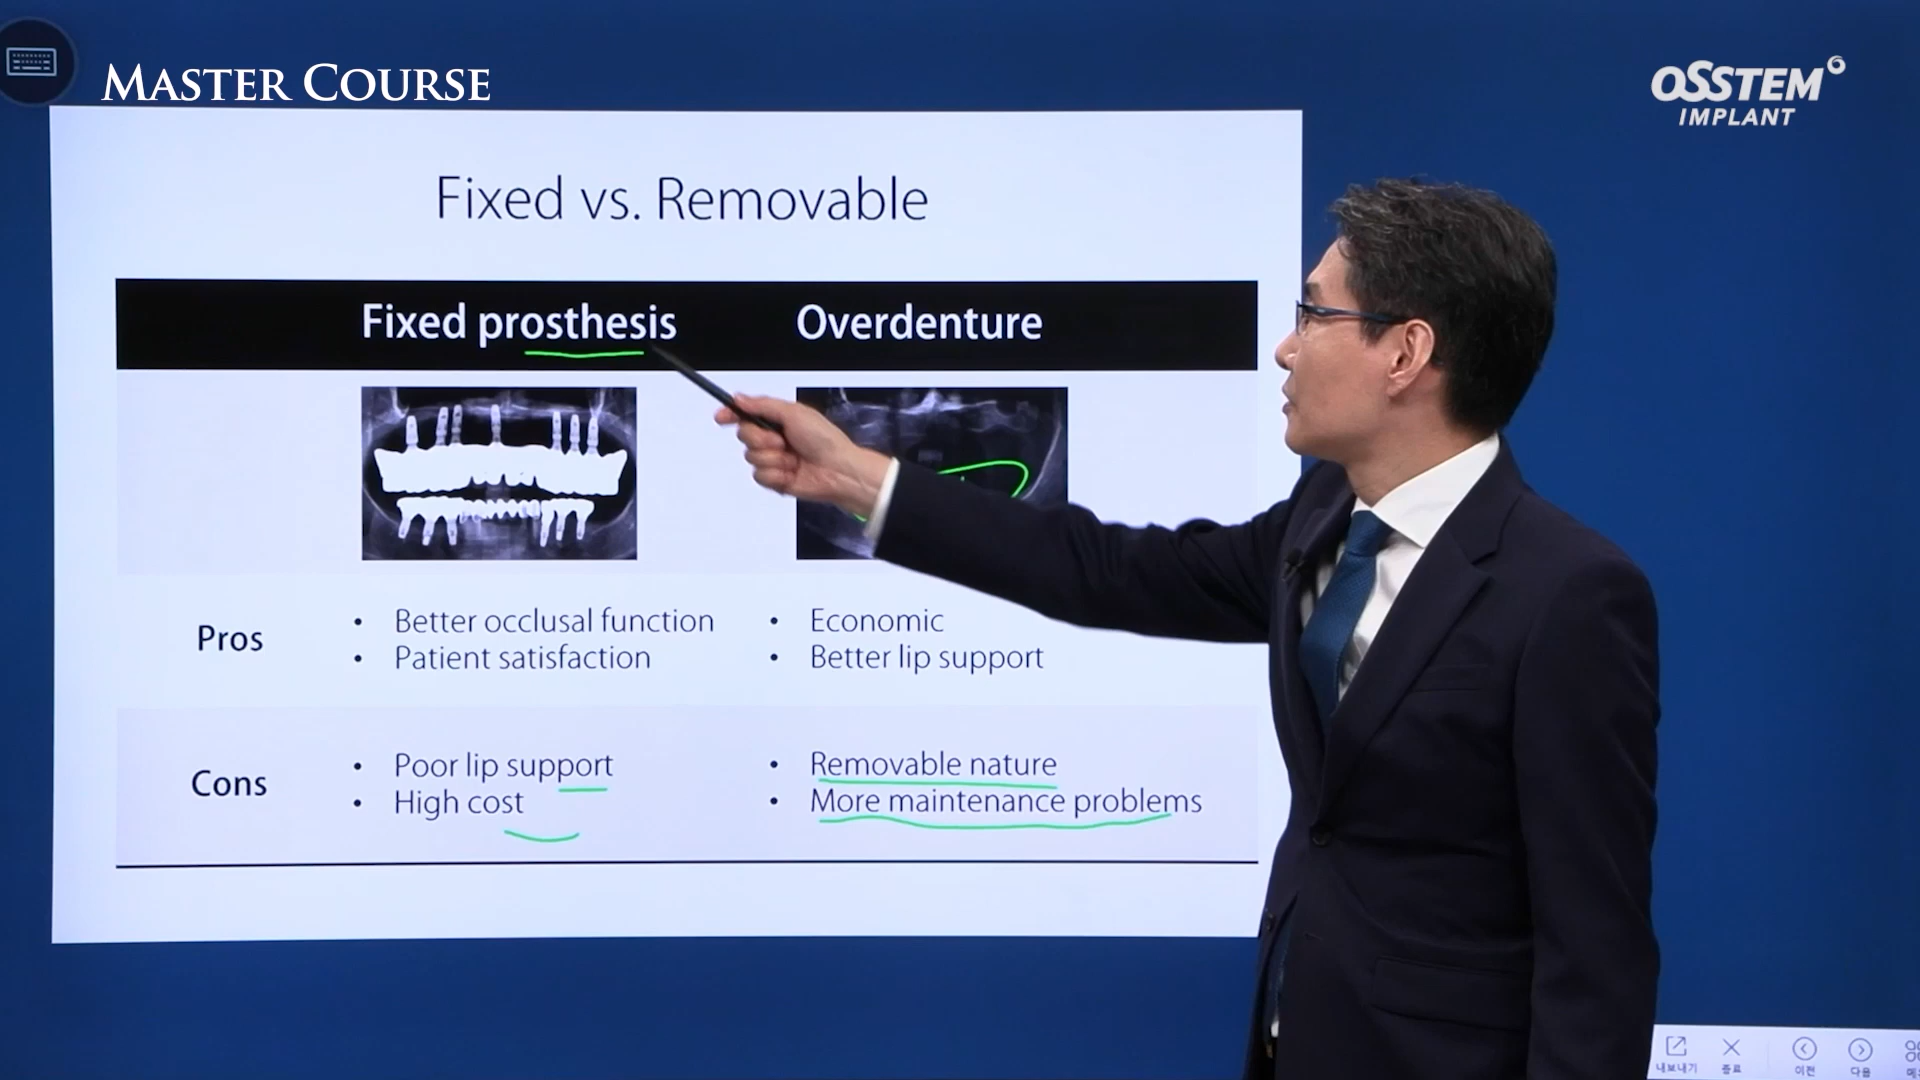 MASTER COURSE
OSSTEM
IMPLANT
Fixed vs. Removable
Fixed prosthesis
Overdenture
Pros
• Better occlusal function
• Patient satisfaction
• Economic
• Better lip support
Cons
• Poor lip support
• High cost
• Removable nature
• More maintenance problems
내보내기
종료
이전
다음